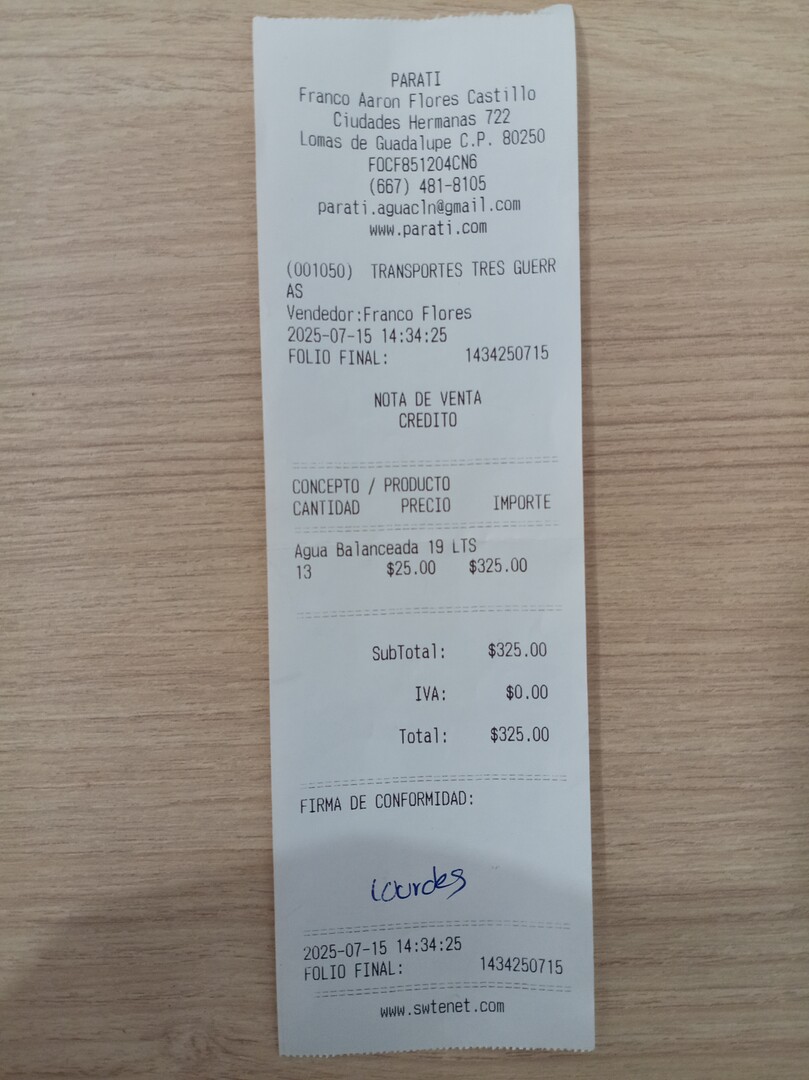 PARATI
Franco Aaron Flores Castillo
Ciudades Hermanas 722
Lomas de Guadalupe C.P. 80250
FOCF851204CN6
(667) 481-8105
parati.aguacln@gmail.com
www.parati.com
(001050) TRANSPORTES TRES GUERR
AS
Vendedor:Franco Flores
2025-07-15 14:34:25
FOLIO FINAL: 1434250715
NOTA DE VENTA
CREDITO
CONCEPTO / PRODUCTO
CANTIDAD PRECIO IMPORTE
Agua Balanceada 19 LTS
13 $25.00 $325.00
SubTotal: $325.00
IVA: $0.00
Total: $325.00
FIRMA DE CONFORMIDAD:
Lourdes
2025-07-15 14:34:25
FOLIO FINAL: 1434250715
www.swtenet.com